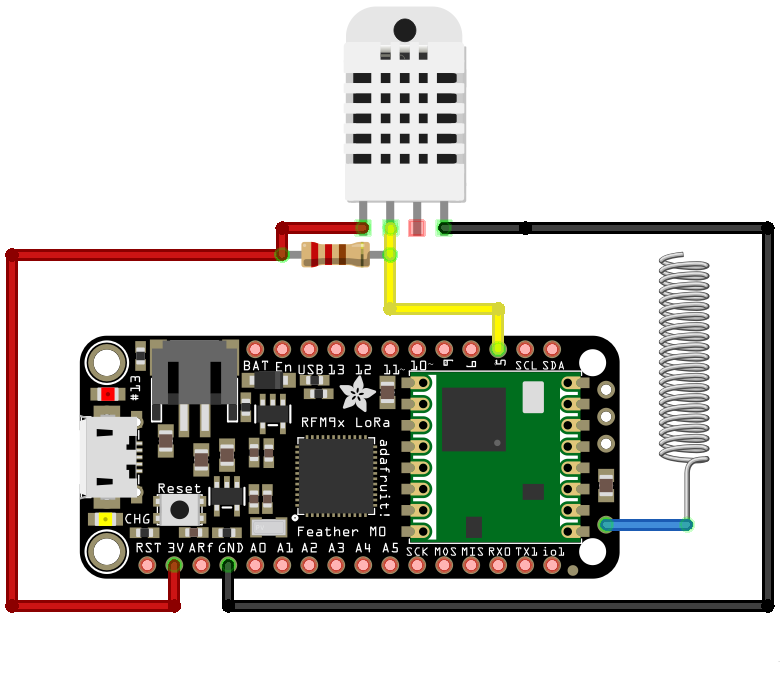 BAT En USB 13 12 11~ 10~ 9 6 5 SCL SDA
#13
RFM9x LoRa
adafruit!
Reset
CHG
Feather M0
RST 3V ARf GND A0 A1 A2 A3 A4 A5 SCK MOS MIS RX0 TX1 io1